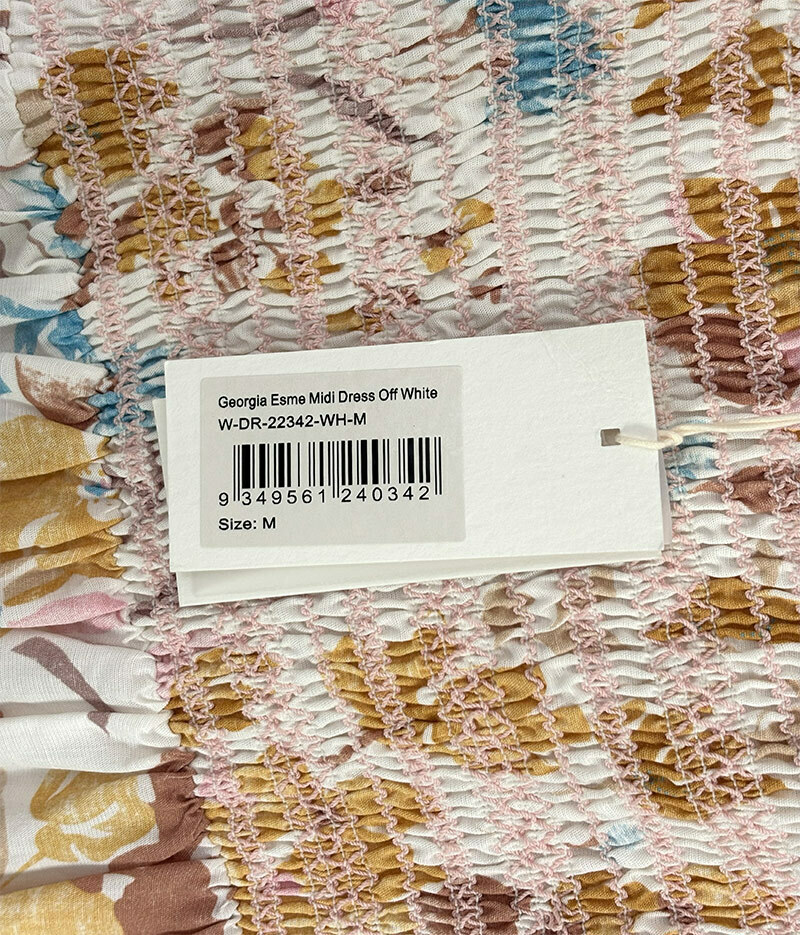 Georgia Esme Midi Dress Off White
W-DR-22342-WH-M
9 349561 240342
Size: M